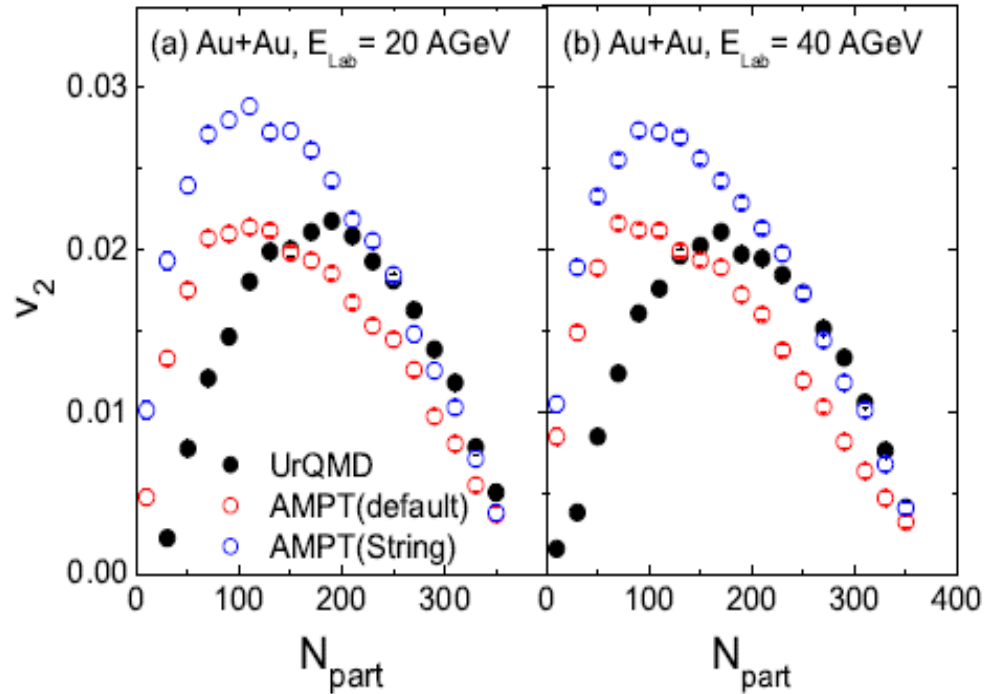 (a) Au+Au, E_Lab = 20 AGeV
(b) Au+Au, E_Lab = 40 AGeV
0.03
0.02
0.01
0.00
v_2
UrQMD
AMPT(default)
AMPT(String)
0 100 200 300
0 100 200 300 400
N_part
N_part